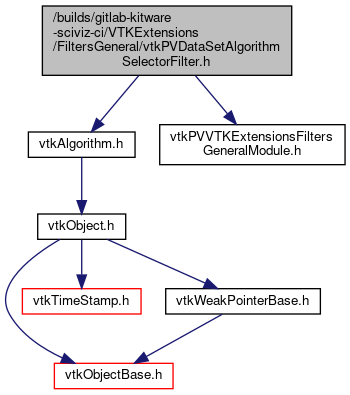 /builds/gitlab-kitware
-sciviz-ci/VTKExtensions
/FiltersGeneral/vtkPVDataSetAlgorithm
SelectorFilter.h
vtkAlgorithm.h
vtkPVVTKExtensionsFilters
GeneralModule.h
vtkObject.h
vtkTimeStamp.h
vtkWeakPointerBase.h
vtkObjectBase.h